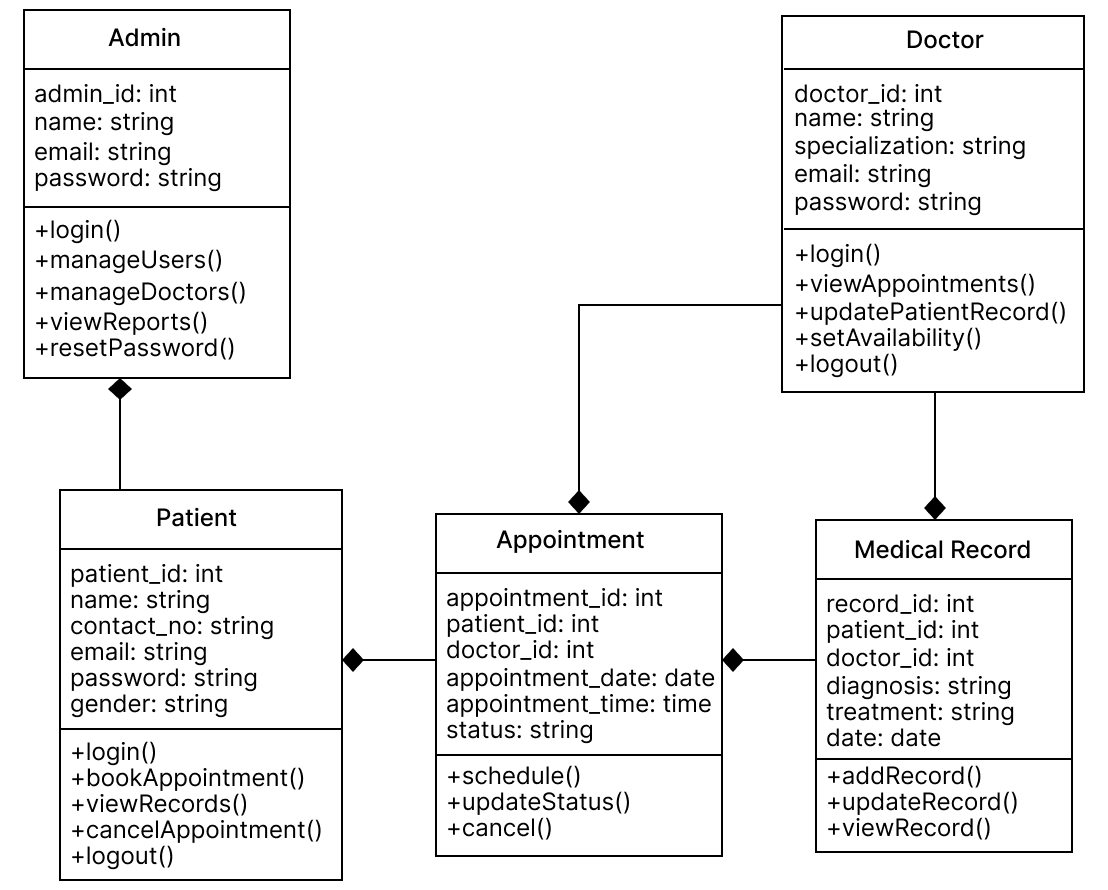 Admin
admin_id: int
name: string
email: string
password: string
+login()
+manageUsers()
+manageDoctors()
+viewReports()
+resetPassword()
Doctor
doctor_id: int
name: string
specialization: string
email: string
password: string
+login()
+viewAppointments()
+updatePatientRecord()
+setAvailability()
+logout()
Patient
patient_id: int
name: string
contact_no: string
email: string
password: string
gender: string
+login()
+bookAppointment()
+viewRecords()
+cancelAppointment()
+logout()
Appointment
appointment_id: int
patient_id: int
doctor_id: int
appointment_date: date
appointment_time: time
status: string
+schedule()
+updateStatus()
+cancel()
Medical Record
record_id: int
patient_id: int
doctor_id: int
diagnosis: string
treatment: string
date: date
+addRecord()
+updateRecord()
+viewRecord()